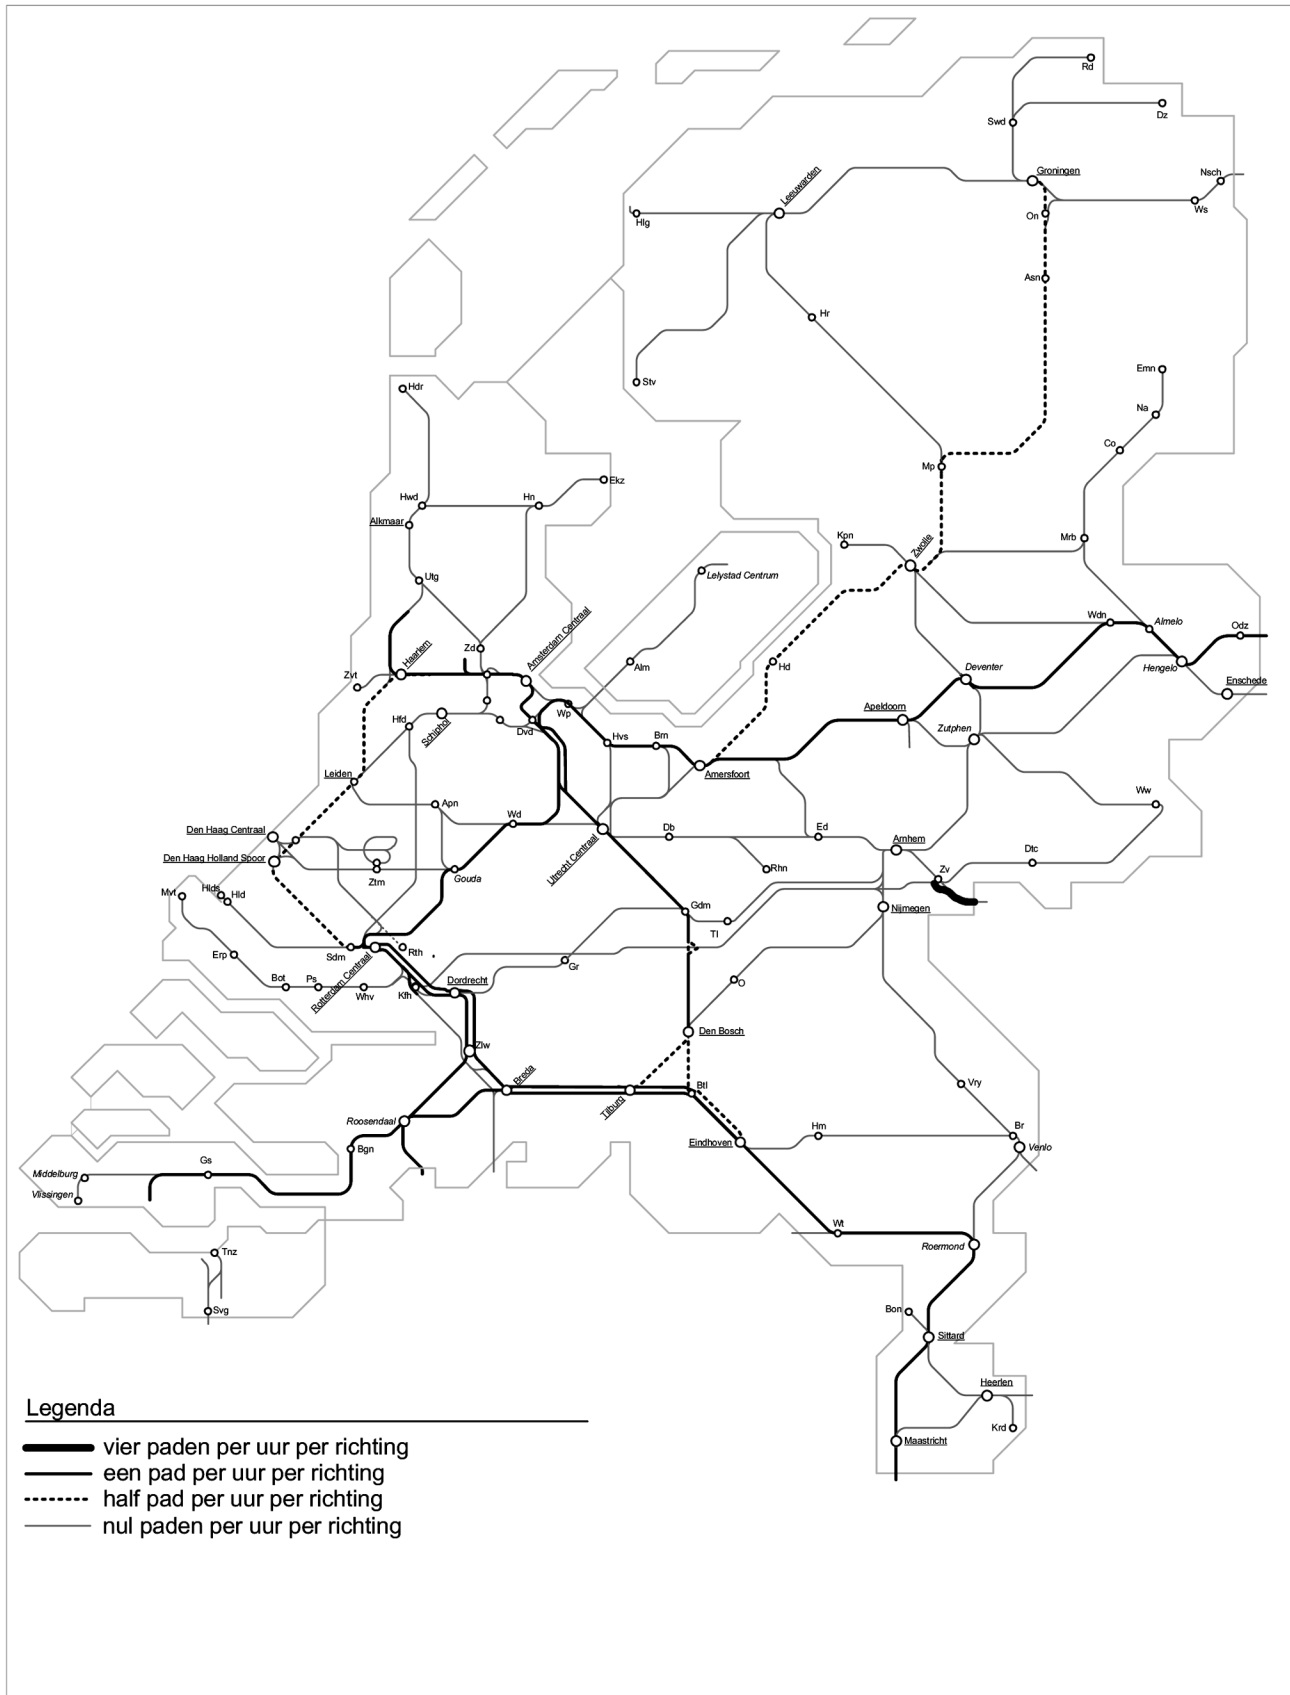 Rd
Dz
Swd
Groningen
Nsch
Leeuwarden
Hlg
On
Ws
Asn
Hr
Stv
Emn
Hdr
Na
Co
Mp
Ekz
Hwd
Hn
Alkmaar
Kpn
Zwolle
Mrb
Utg
Lelystad Centrum
Amsterdam Centraal
Wdn
Almelo
Odz
Zd
Haarlem
Zvt
Alm
Hd
Deventer
Hengelo
Enschede
Wp
Apeldoorn
Hfd
Schiphol
Dvd
Hvs
Brn
Zutphen
Leiden
Amersfoort
Apn
Ww
Wd
Den Haag Centraal
Utrecht Centraal
Db
Ed
Arnhem
Den Haag Holland Spoor
Dtc
Ztm
Gouda
Rhn
Zv
Mvt
Hlds
Hld
Gdm
Nijmegen
Tl
Erp
Sdm
Rotterdam Centraal
Rth
Gr
Bot
Ps
Whv
Kfh
Dordrecht
O
Den Bosch
Zlw
Breda
Tilburg
Btl
Vry
Roosendaal
Eindhoven
Hm
Br
Bgn
Venlo
Middelburg
Gs
Vlissingen
Wt
Roermond
Tnz
Bon
Svg
Sittard
Heerlen
Krd
Maastricht
Legenda
vier paden per uur per richting
een pad per uur per richting
half pad per uur per richting
nul paden per uur per richting